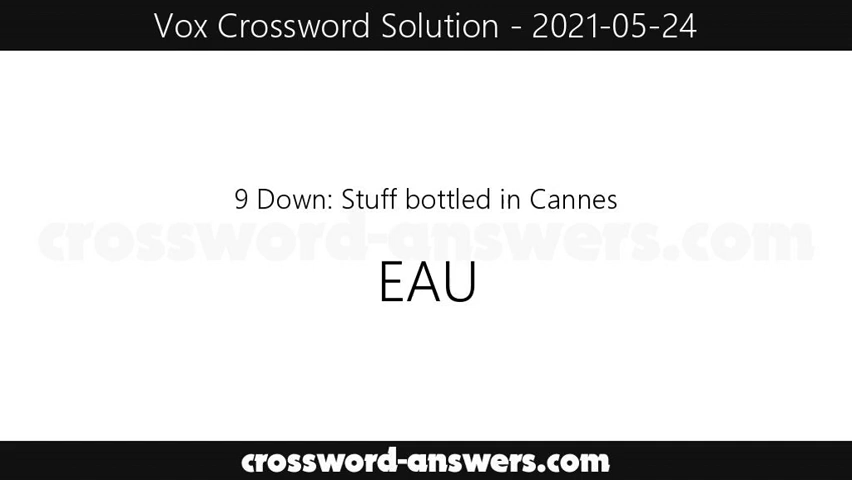 Vox Crossword Solution - 2021-05-24
9 Down: Stuff bottled in Cannes
crossword-answers.com
EAU
crossword-answers.com